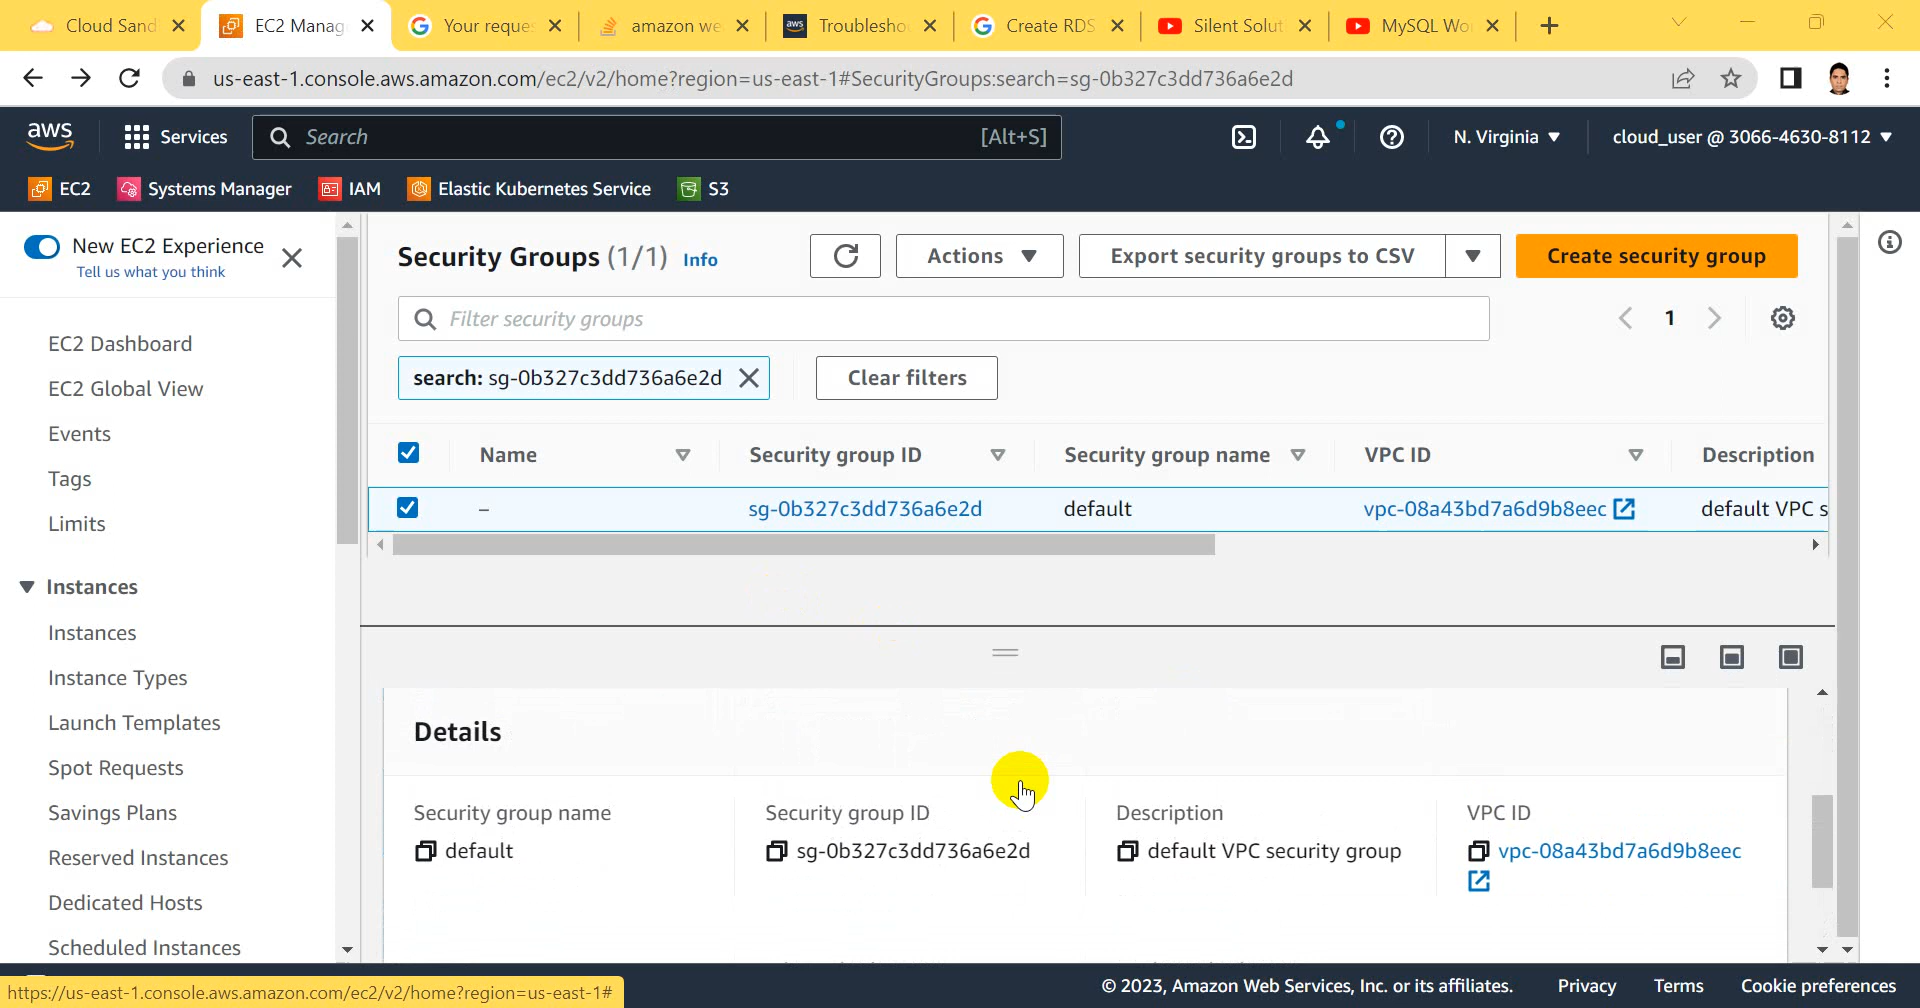 Cloud Sand
EC2 Manag
Your reque
amazon we
Troublesho
Create RDS
Silent Solut
MySQL Wo
us-east-1.console.aws.amazon.com/ec2/v2/home?region=us-east-1#SecurityGroups:search=sg-0b327c3dd736a6e2d
aws
Services
Search
[Alt+S]
N. Virginia
cloud_user @ 3066-4630-8112
EC2
Systems Manager
IAM
Elastic Kubernetes Service
S3
New EC2 Experience
Tell us what you think
EC2 Dashboard
EC2 Global View
Events
Tags
Limits
Instances
Instances
Instance Types
Launch Templates
Spot Requests
Savings Plans
Reserved Instances
Dedicated Hosts
Scheduled Instances
Security Groups (1/1) Info
Actions
Export security groups to CSV
Create security group
Filter security groups
1
search: sg-0b327c3dd736a6e2d
Clear filters
Name
Security group ID
Security group name
VPC ID
Description
–
sg-0b327c3dd736a6e2d
default
vpc-08a43bd7a6d9b8eec
default VPC s
Details
Security group name
default
Security group ID
sg-0b327c3dd736a6e2d
Description
default VPC security group
VPC ID
vpc-08a43bd7a6d9b8eec
https://us-east-1.console.aws.amazon.com/ec2/v2/home?region=us-east-1#
© 2023, Amazon Web Services, Inc. or its affiliates.
Privacy
Terms
Cookie preferences